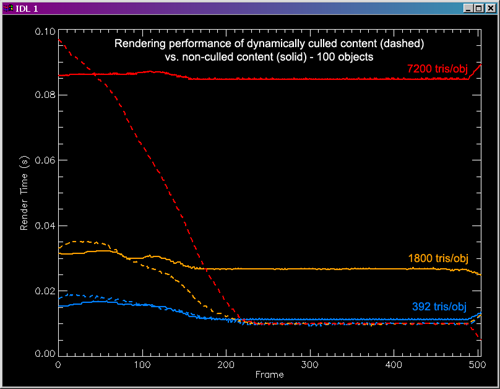 IDL 1
Rendering performance of dynamically culled content (dashed)
vs. non-culled content (solid) - 100 objects
7200 tris/obj
1800 tris/obj
392 tris/obj
0.10
0.08
0.06
0.04
0.02
0.00
Render Time (s)
0
100
200
300
400
500
Frame